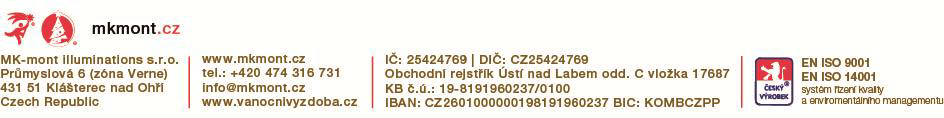 mkmont.cz
MK-mont illuminations s.r.o.
Průmyslová 6 (zóna Verne)
431 51 Klášterec nad Ohří
Czech Republic
www.mkmont.cz
tel.: +420 474 316 731
info@mkmont.cz
www.vanocnivyzdoba.cz
IČ: 25424769 | DIČ: CZ25424769
Obchodní rejstřík Ústí nad Labem odd. C vložka 17687
KB č.ú.: 19-8191960237/0100
IBAN: CZ2601000000198191960237 BIC: KOMBCZPP
ČESKÝ
VÝROBEK
EN ISO 9001
EN ISO 14001
systém řízení kvality
a enviromentálního managementu